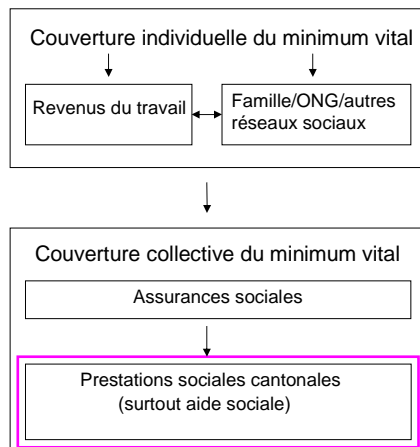 Couverture individuelle du minimum vital
Revenus du travail
Famille/ONG/autres
réseaux sociaux
Couverture collective du minimum vital
Assurances sociales
Prestations sociales cantonales
(surtout aide sociale)